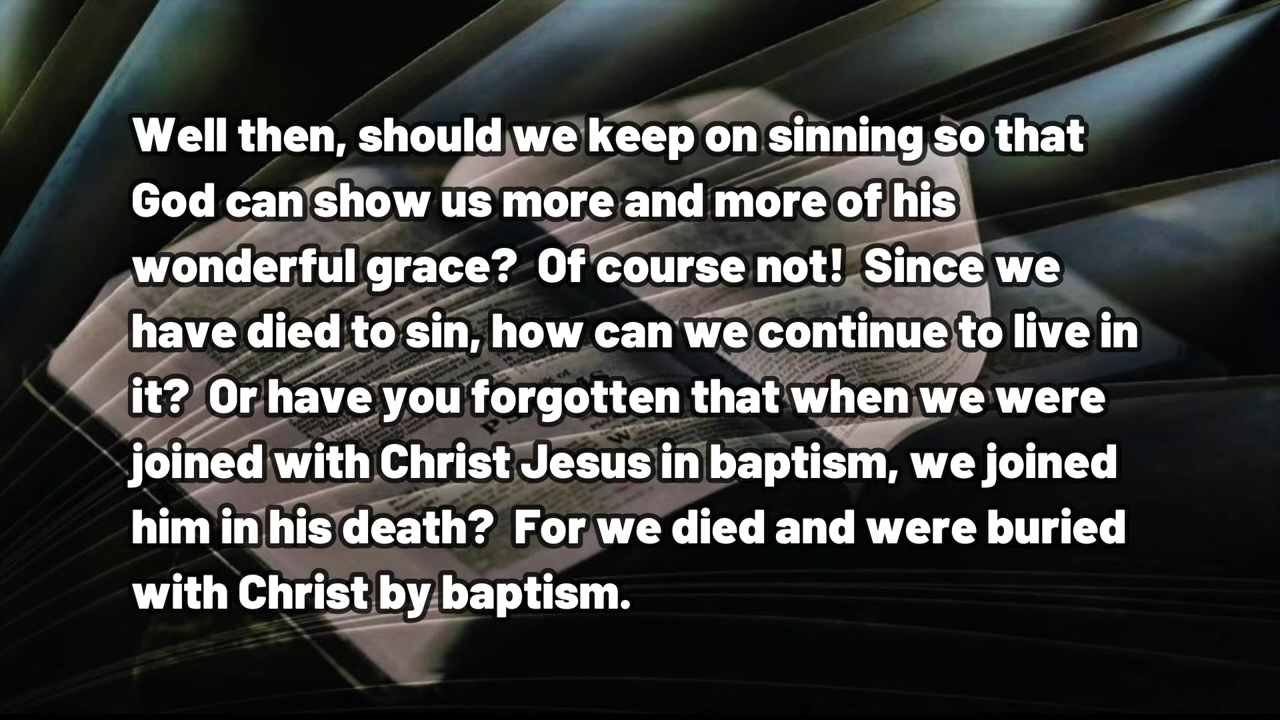 Well then, should we keep on sinning so that
God can show us more and more of his
wonderful grace?  Of course not!  Since we
have died to sin, how can we continue to live in
it?  Or have you forgotten that when we were
joined with Christ Jesus in baptism, we joined
him in his death?  For we died and were buried
with Christ by baptism.